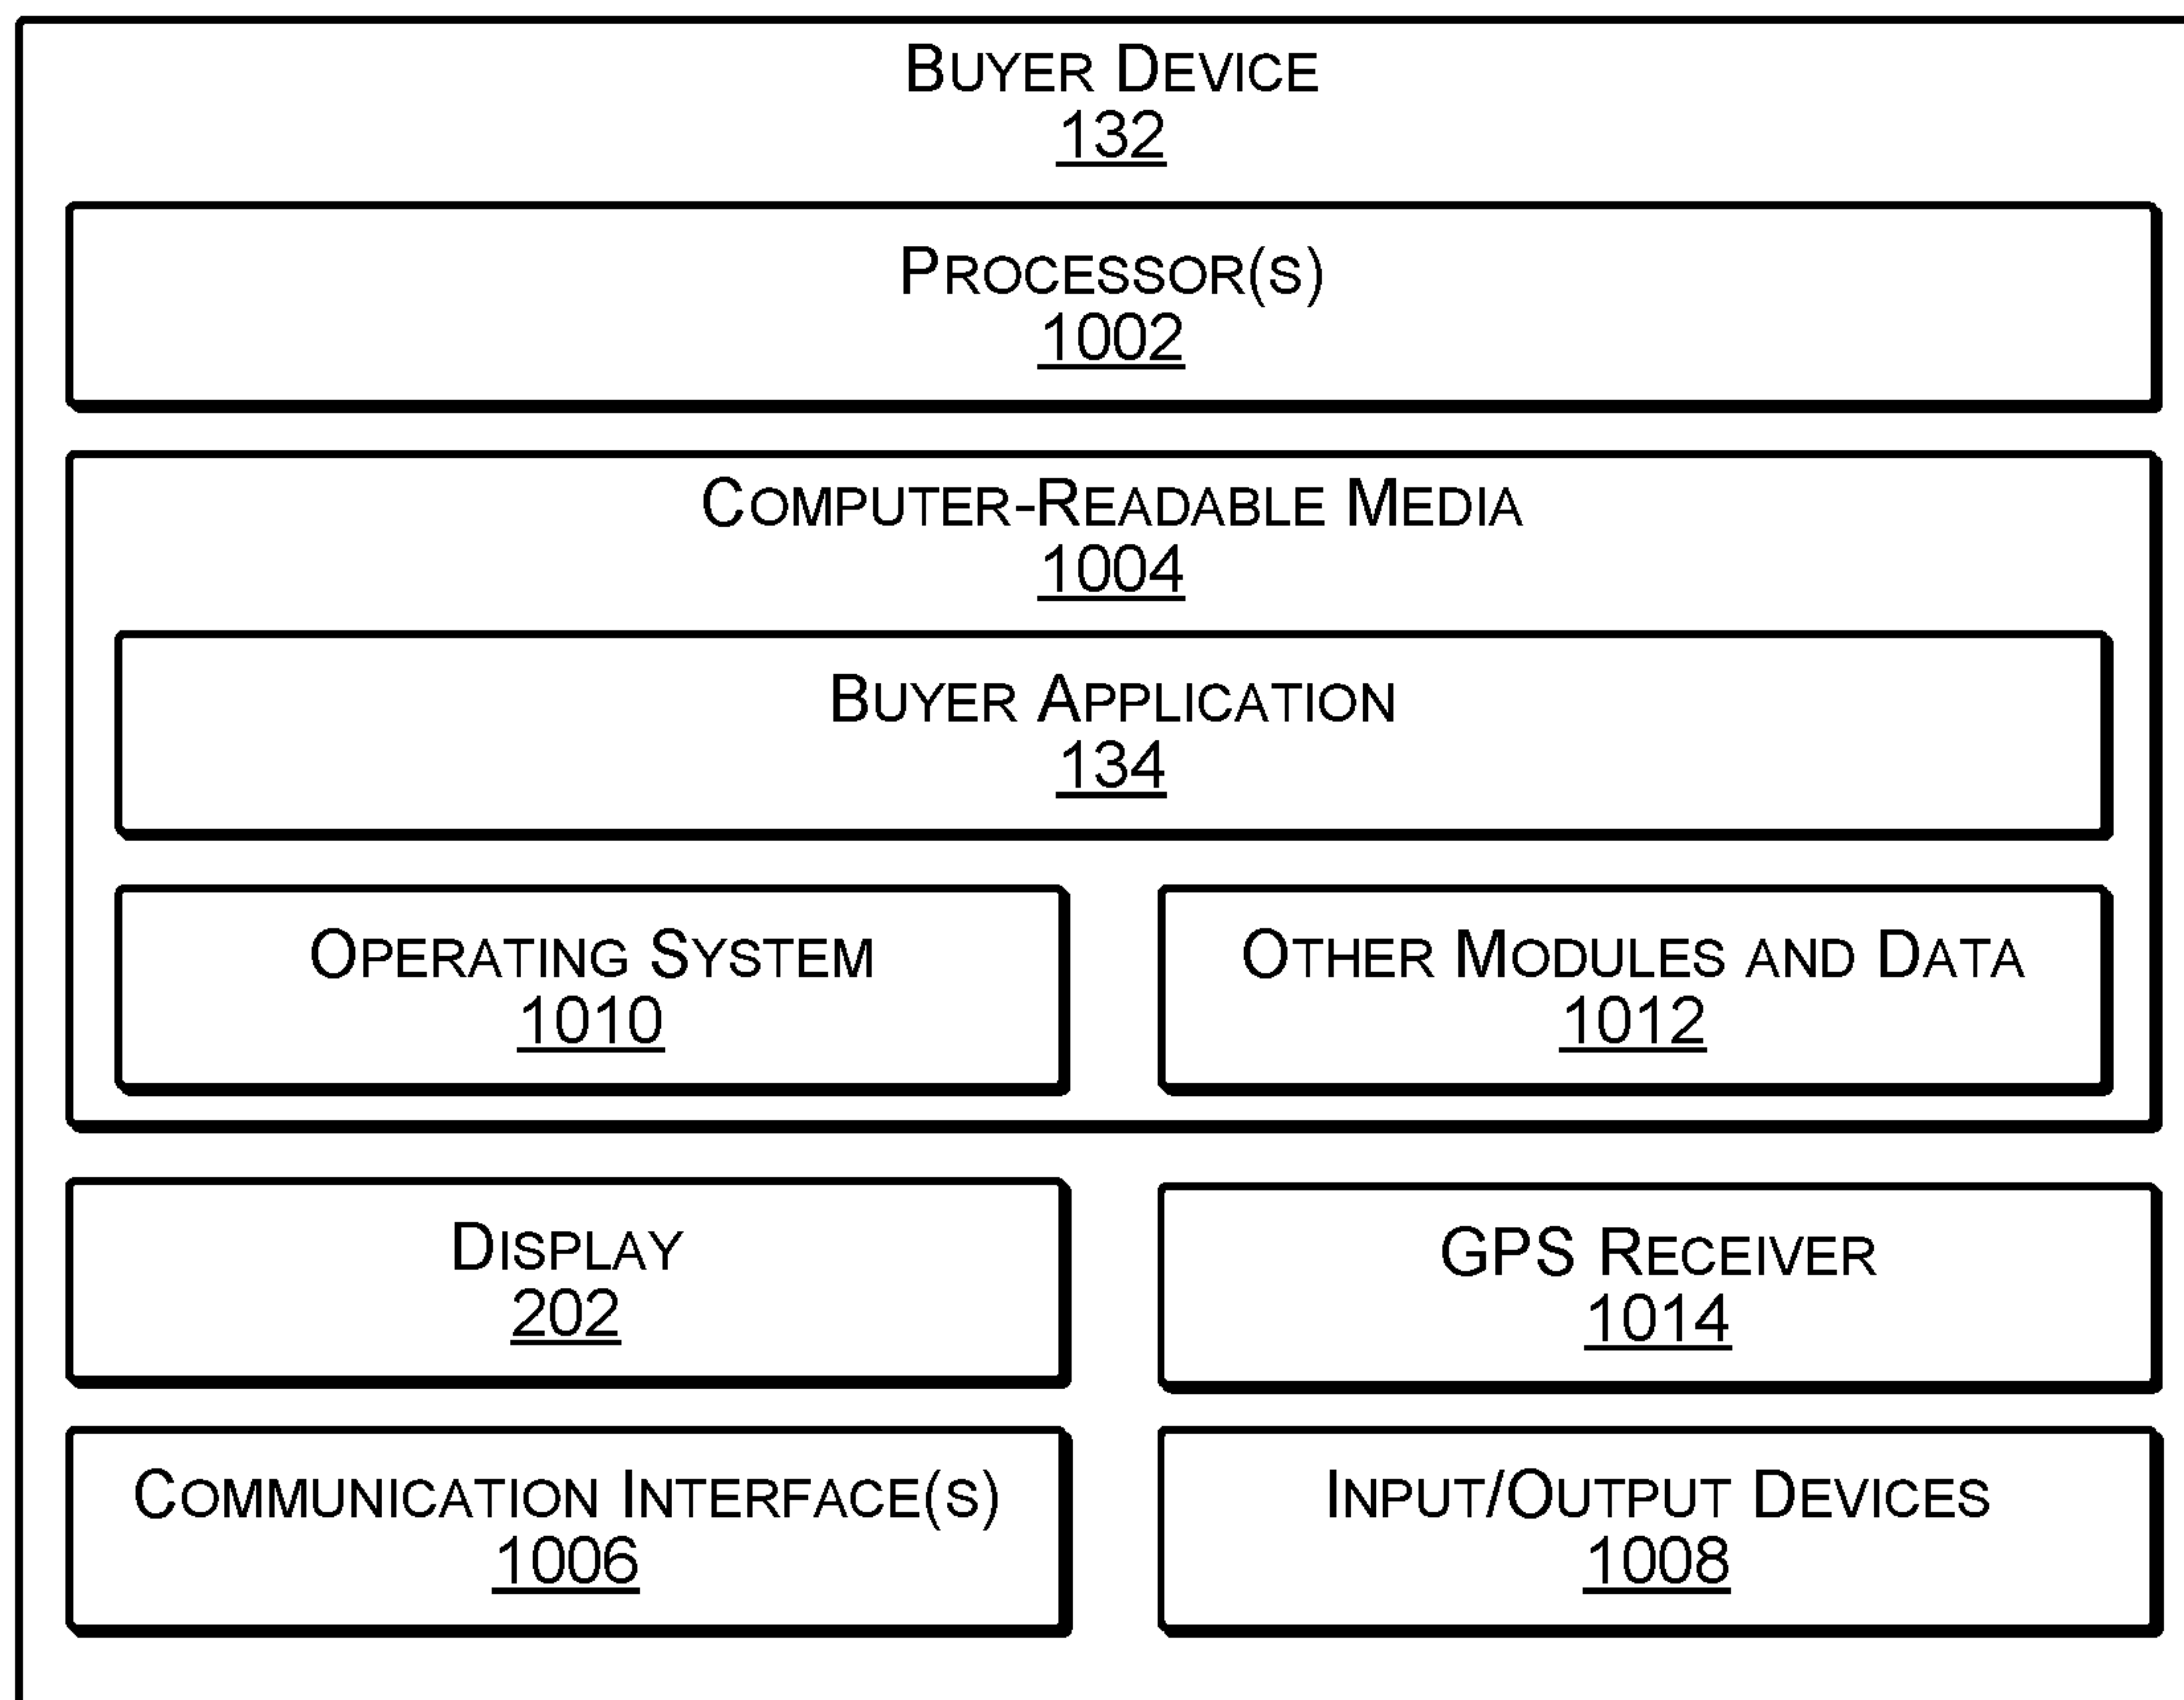 BUYER DEVICE
132
PROCESSOR(S)
1002
COMPUTER-READABLE MEDIA
1004
BUYER APPLICATION
134
OPERATING SYSTEM
1010
OTHER MODULES AND DATA
1012
DISPLAY
202
GPS RECEIVER
1014
COMMUNICATION INTERFACE(S)
1006
INPUT/OUTPUT DEVICES
1008